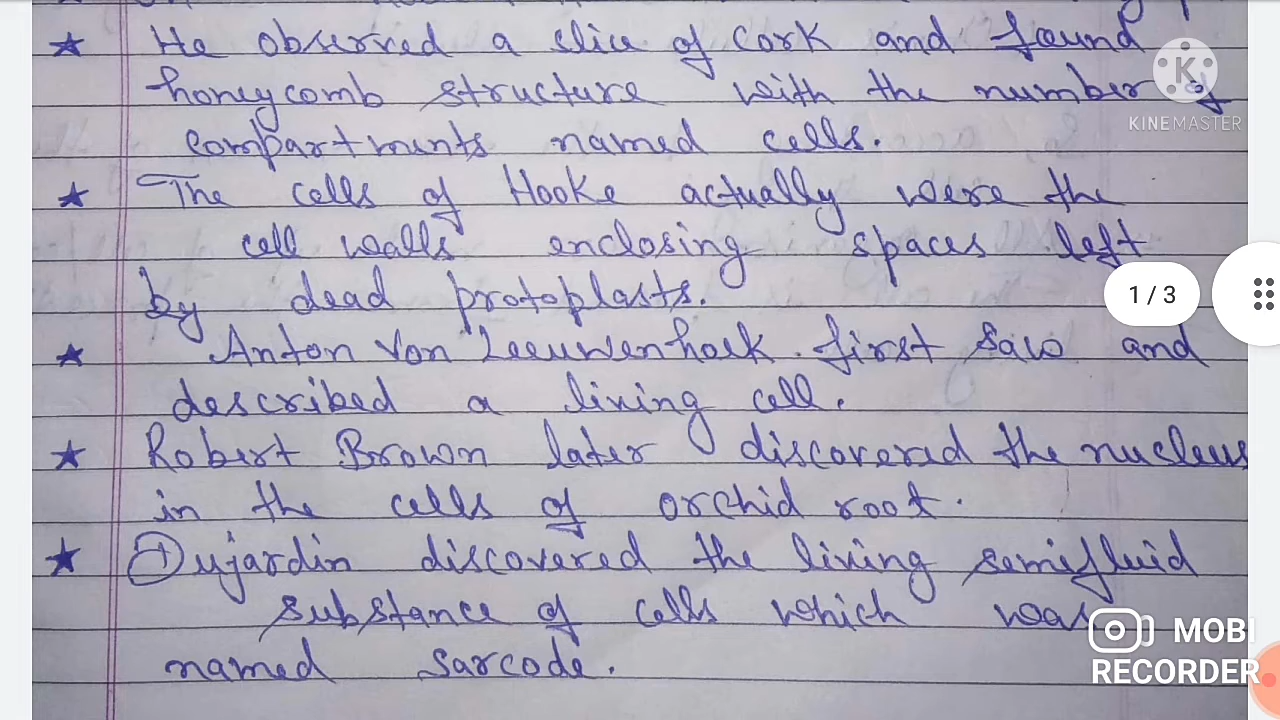 ★ He observed a slice of cork and found
honeycomb structure with the number of
compartments named cells.
★ The cells of Hooke actually were the
cell walls enclosing spaces left
by dead protoplasts.
★ Anton Von Leeuwenhoek first saw and
described a living cell.
★ Robert Brown later discovered the nucleus
in the cells of orchid root.
★ Dujardin discovered the living semifluid
substance of cells which was
named sarcode.
K
KINEMASTER
1 / 3
MOBI
RECORDER